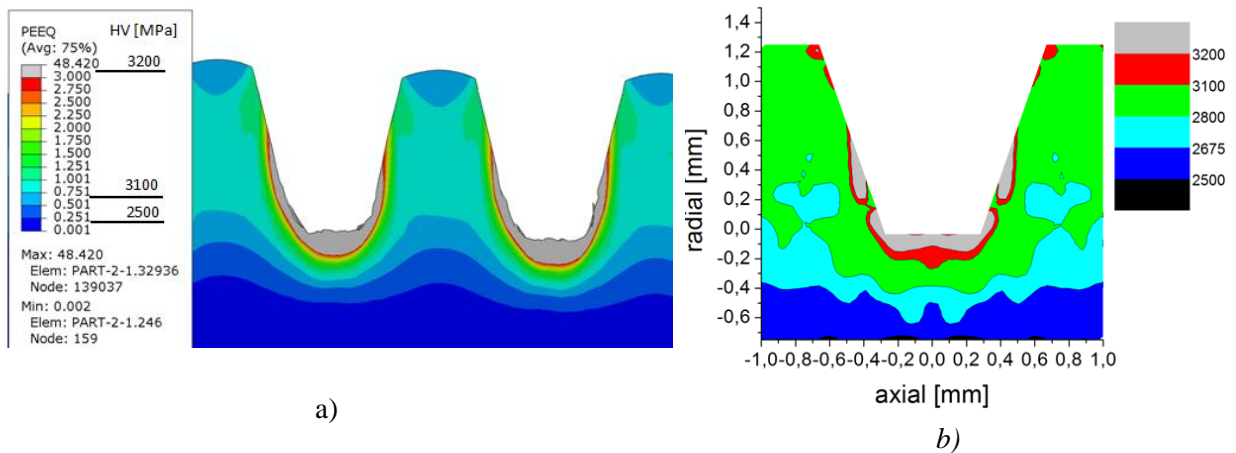 PEEQ HV [MPa]
(Avg: 75%)
48.420 3200
3.000
2.750
2.500
2.250
2.000
1.750
1.500
1.251
1.001
0.751 3100
0.501
0.251 2500
0.001
Max: 48.420
Elem: PART-2-1.32936
Node: 139037
Min: 0.002
Elem: PART-2-1.246
Node: 159
a)
1,4
1,2
1,0
0,8
0,6
0,4
0,2
0,0
-0,2
-0,4
-0,6
radial [mm]
-1,0 -0,8 -0,6 -0,4 -0,2 0,0 0,2 0,4 0,6 0,8 1,0
axial [mm]
3200
3100
2800
2675
2500
b)